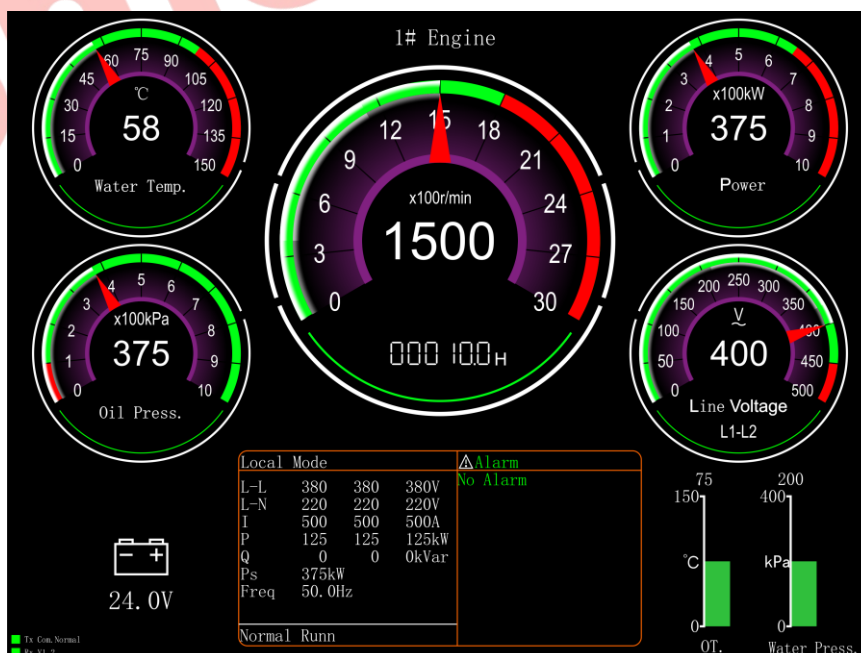 1# Engine
0 15 30 45 60 75 90 105 120 135 150
℃
58
Water Temp.
0 3 6 9 12 15 18 21 24 27 30
x100r/min
1500
00010.0 H
0 1 2 3 4 5 6 7 8 9 10
x100kW
375
Power
0 1 2 3 4 5 6 7 8 9 10
x100kPa
375
Oil Press.
0 50 100 150 200 250 300 350 400 450 500
V
~
400
Line Voltage
L1-L2
Local Mode
L-L 380 380 380V
L-N 220 220 220V
I 500 500 500A
P 125 125 125kW
Q 0 0 0kVar
Ps 375kW
Freq 50.0Hz
Normal Runn
Alarm
No Alarm
- +
24.0V
75
150
℃
0
OT.
200
400
kPa
0
Water Press.
Tx Com.Normal